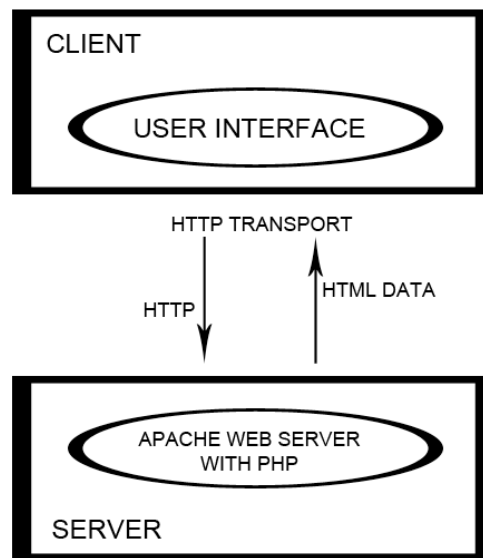 CLIENT
USER INTERFACE
HTTP TRANSPORT
HTTP
HTML DATA
APACHE WEB SERVER
WITH PHP
SERVER